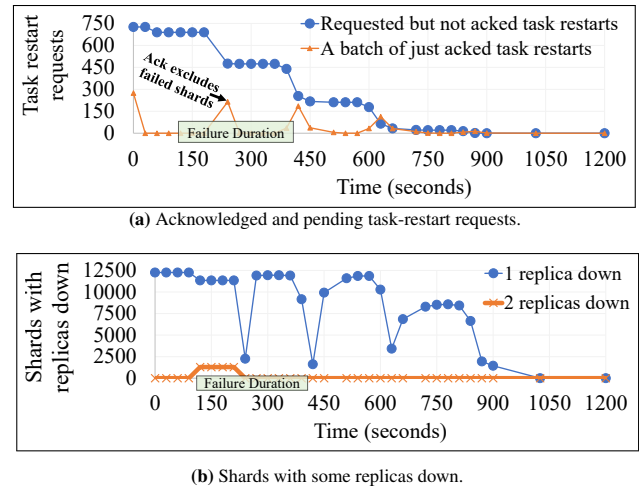 750
600
450
300
150
0
Task restart
requests
Requested but not acked task restarts
A batch of just acked task restarts
Ack excludes
failed shards
Failure Duration
0 150 300 450 600 750 900 1050 1200
Time (seconds)
(a) Acknowledged and pending task-restart requests.
12500
10000
7500
5000
2500
0
Shards with
replicas down
1 replica down
2 replicas down
Failure Duration
0 150 300 450 600 750 900 1050 1200
Time (seconds)
(b) Shards with some replicas down.